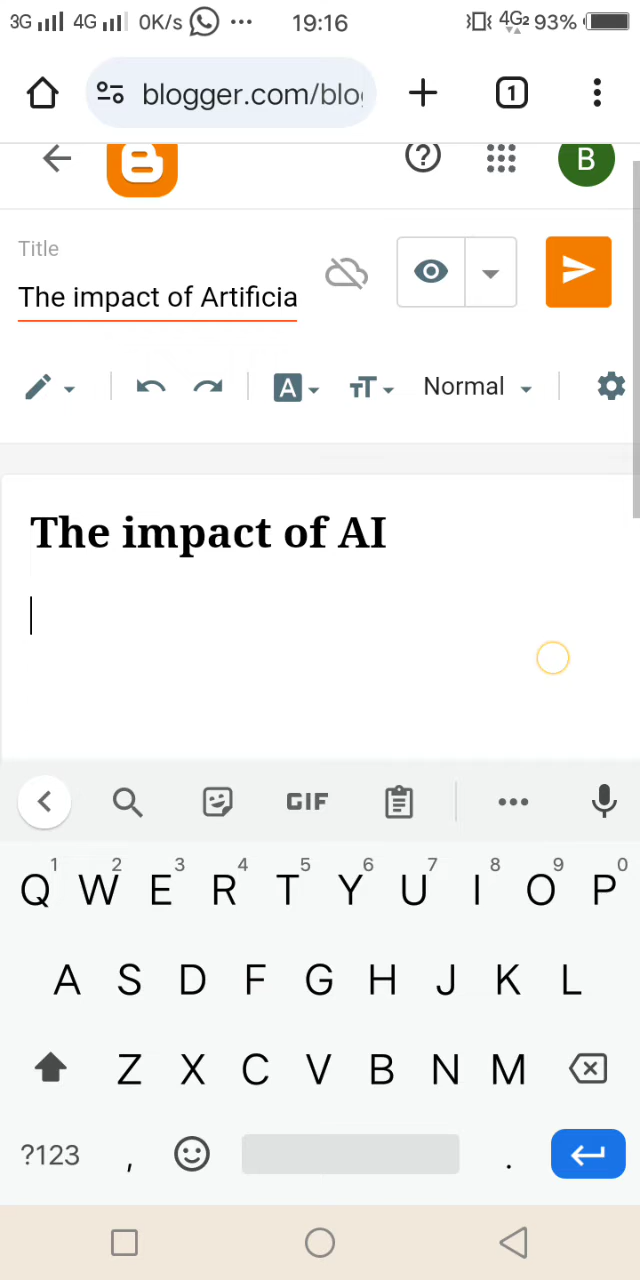 3G 4G 0K/s ... 19:16 4G2 93%
blogger.com/blo 1
B
Title
The impact of Artificia
A TT Normal
The impact of AI
GIF
1 2 3 4 5 6 7 8 9 0
Q W E R T Y U I O P
A S D F G H J K L
Z X C V B N M
?123 , .